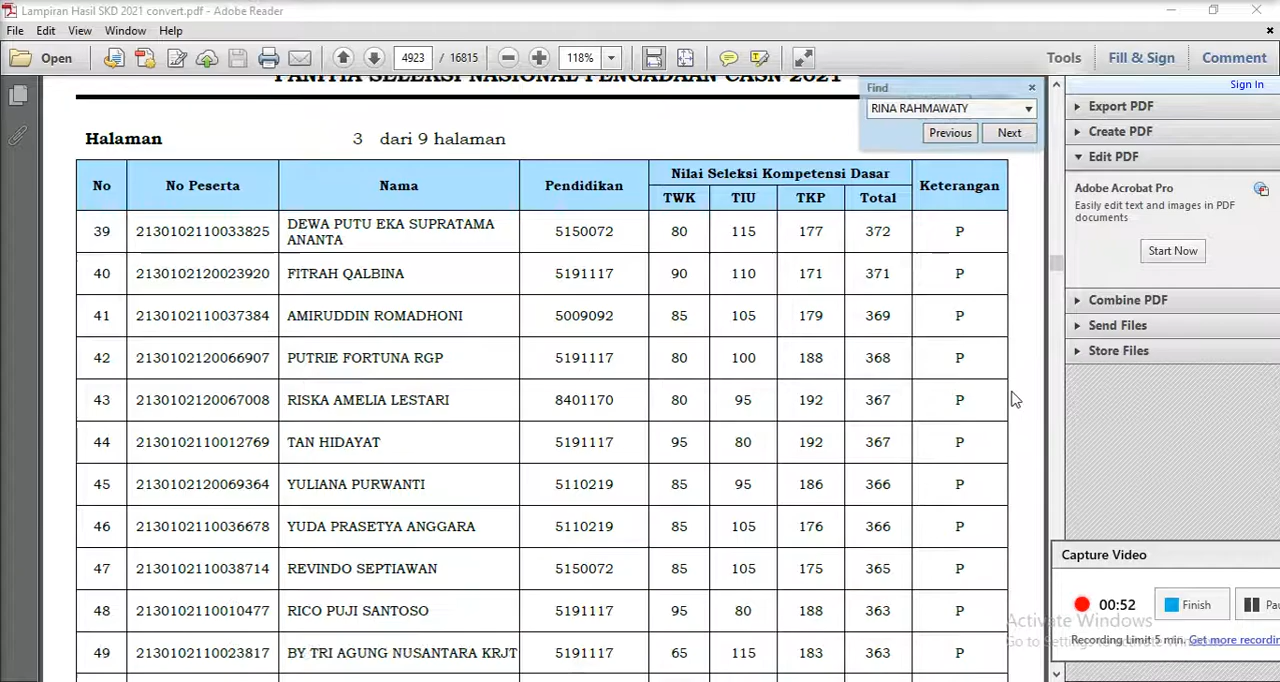 Lampiran Hasil SKD 2021 convert.pdf - Adobe Reader
File Edit View Window Help
Open 4923 / 16815 118% Tools Fill & Sign Comment
PANITIA SELEKSI NASIONAL PENGADAAN CASN 2021
Find
RINA RAHMAWATY
Previous Next
Sign In
Export PDF
Create PDF
Edit PDF
Adobe Acrobat Pro
Easily edit text and images in PDF
documents
Start Now
Combine PDF
Send Files
Store Files
Halaman 3 dari 9 halaman
No No Peserta Nama Pendidikan Nilai Seleksi Kompetensi Dasar Keterangan
TWK TIU TKP Total
39 2130102110033825 DEWA PUTU EKA SUPRATAMA ANANTA 5150072 80 115 177 372 P
40 2130102120023920 FITRAH QALBINA 5191117 90 110 171 371 P
41 2130102110037384 AMIRUDDIN ROMADHONI 5009092 85 105 179 369 P
42 2130102120066907 PUTRIE FORTUNA RGP 5191117 80 100 188 368 P
43 2130102120067008 RISKA AMELIA LESTARI 8401170 80 95 192 367 P
44 2130102110012769 TAN HIDAYAT 5191117 95 80 192 367 P
45 2130102120069364 YULIANA PURWANTI 5110219 85 95 186 366 P
46 2130102110036678 YUDA PRASETYA ANGGARA 5110219 85 105 176 366 P
47 2130102110038714 REVINDO SEPTIAWAN 5150072 85 105 175 365 P
48 2130102110010477 RICO PUJI SANTOSO 5191117 95 80 188 363 P
49 2130102110023817 BY TRI AGUNG NUSANTARA KRJT 5191117 65 115 183 363 P
Capture Video
00:52 Finish Pau
Activate Windows
Recording Limit 5 min. Get more recordin